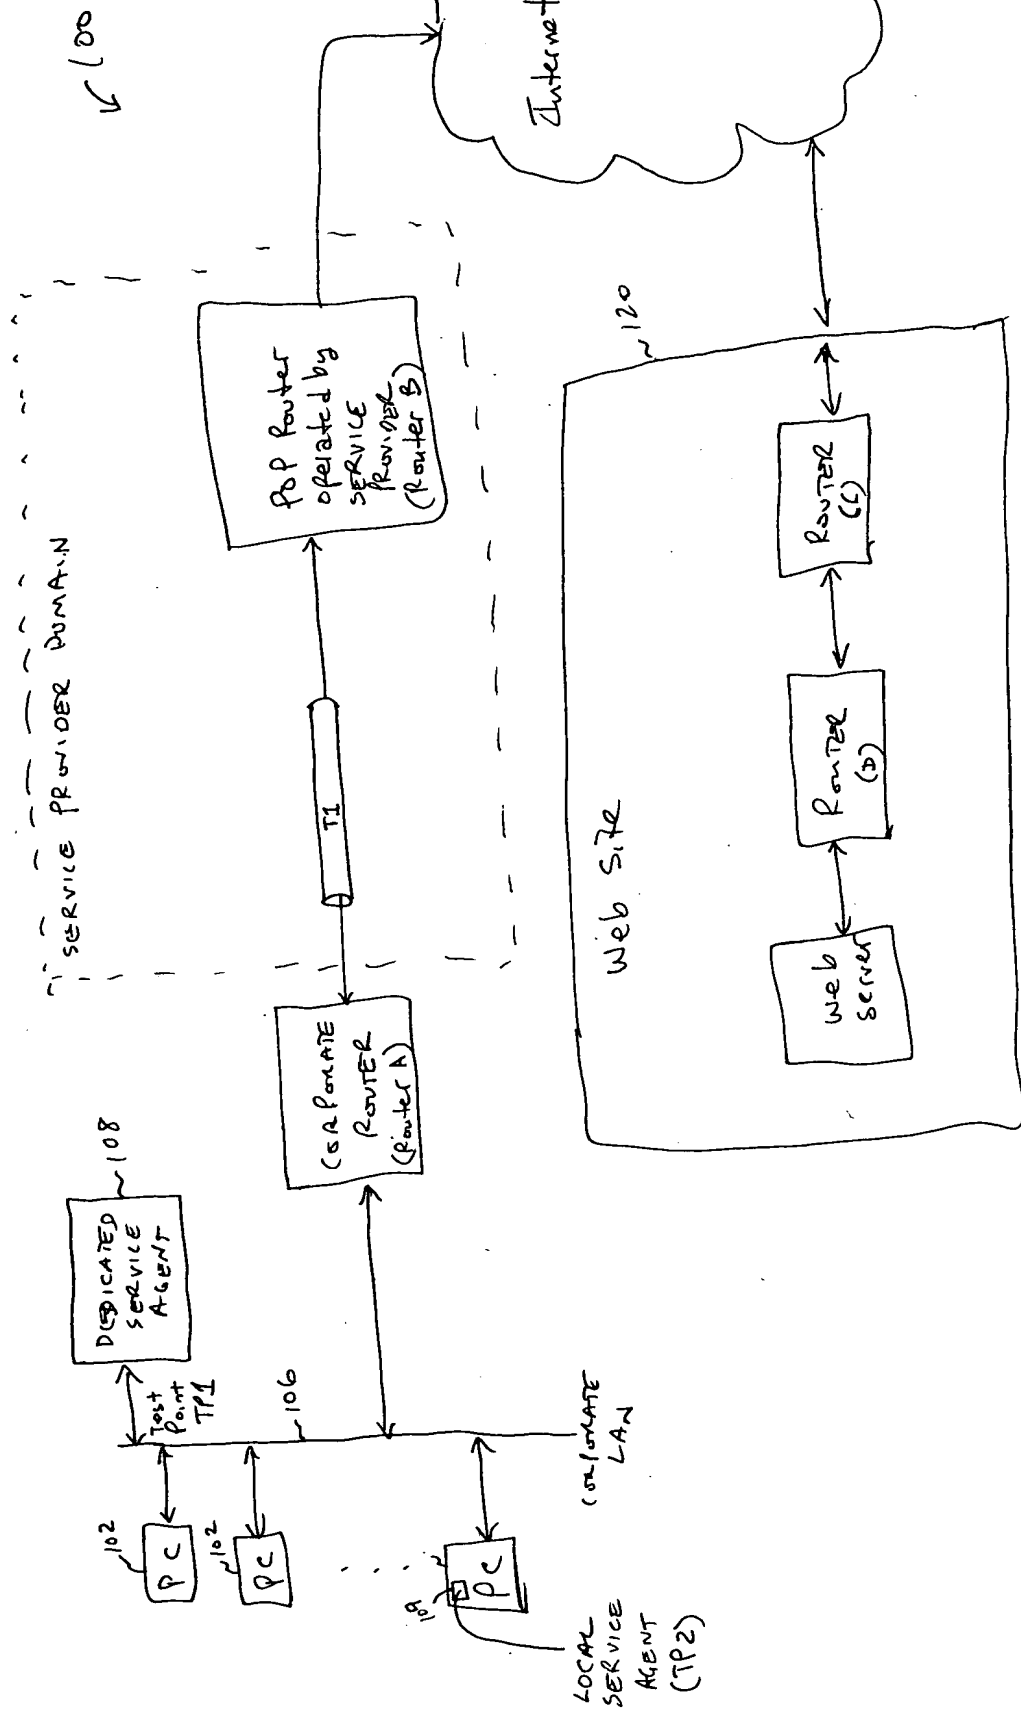 100
SERVICE PROVIDER DOMAIN
POP Router
operated by
SERVICE
PROVIDER
(Router B)
Internet
T1
CORPORATE
ROUTER
(Router A)
DEDICATED
SERVICE
AGENT
108
Test
Point
TP1
106
102
PC
102
PC
PC
LOCAL
SERVICE
AGENT
(TP2)
CORPORATE
LAN
120
Web Site
Web
Server
ROUTER
(D)
ROUTER
(C)